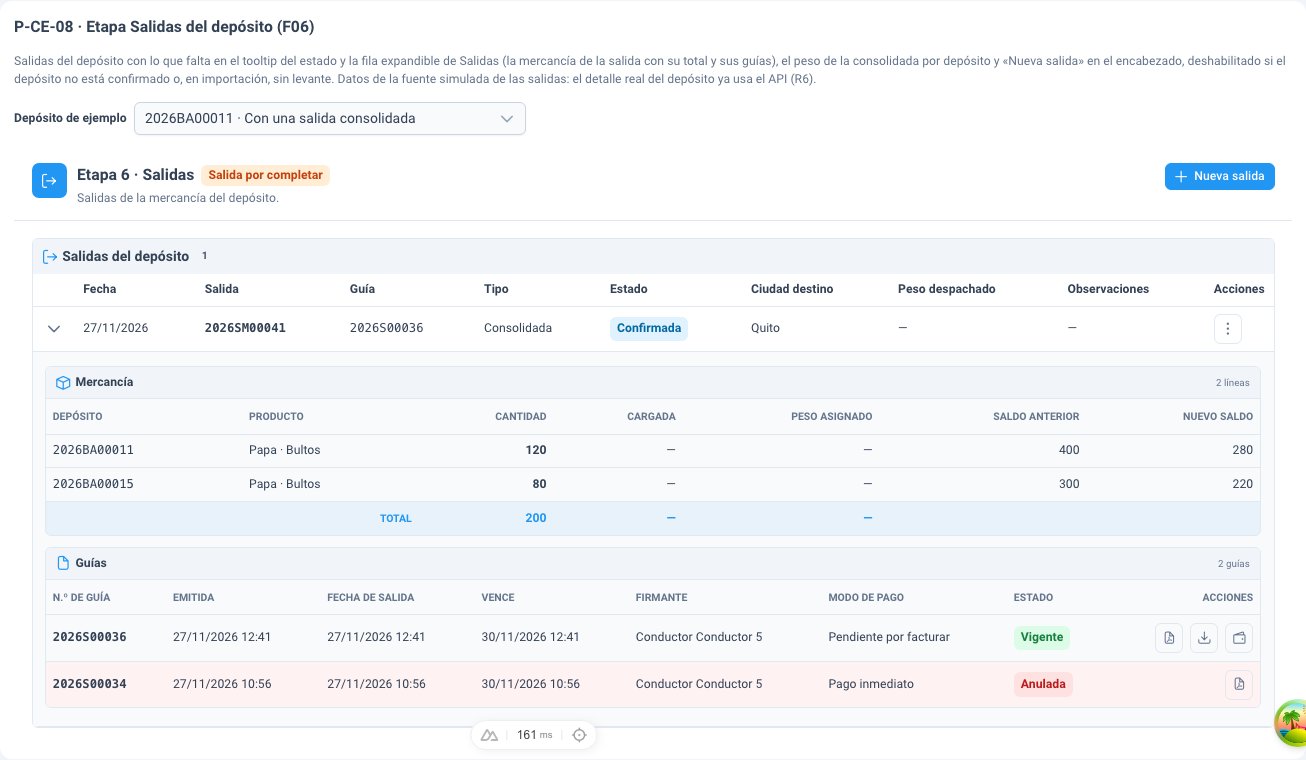 P-CE-08 · Etapa Salidas del depósito (F06)
Salidas del depósito con lo que falta en el tooltip del estado y la fila expandible de Salidas (la mercancía de la salida con su total y sus guías), el peso de la consolidada por depósito y «Nueva salida» en el encabezado, deshabilitado si el
depósito no está confirmado o, en importación, sin levante. Datos de la fuente simulada de las salidas: el detalle real del depósito ya usa el API (R6).
Depósito de ejemplo 2026BA00011 · Con una salida consolidada
Etapa 6 · Salidas Salida por completar
Salidas de la mercancía del depósito.
Nueva salida
Salidas del depósito 1
Fecha Salida Guía Tipo Estado Ciudad destino Peso despachado Observaciones Acciones
27/11/2026 2026SM00041 2026S00036 Consolidada Confirmada Quito — —
Mercancía 2 líneas
DEPÓSITO PRODUCTO CANTIDAD CARGADA PESO ASIGNADO SALDO ANTERIOR NUEVO SALDO
2026BA00011 Papa · Bultos 120 — — 400 280
2026BA00015 Papa · Bultos 80 — — 300 220
TOTAL 200 — —
Guías 2 guías
N.º DE GUÍA EMITIDA FECHA DE SALIDA VENCE FIRMANTE MODO DE PAGO ESTADO ACCIONES
2026S00036 27/11/2026 12:41 27/11/2026 12:41 30/11/2026 12:41 Conductor Conductor 5 Pendiente por facturar Vigente
2026S00034 27/11/2026 10:56 27/11/2026 10:56 30/11/2026 10:56 Conductor Conductor 5 Pago inmediato Anulada
161 ms